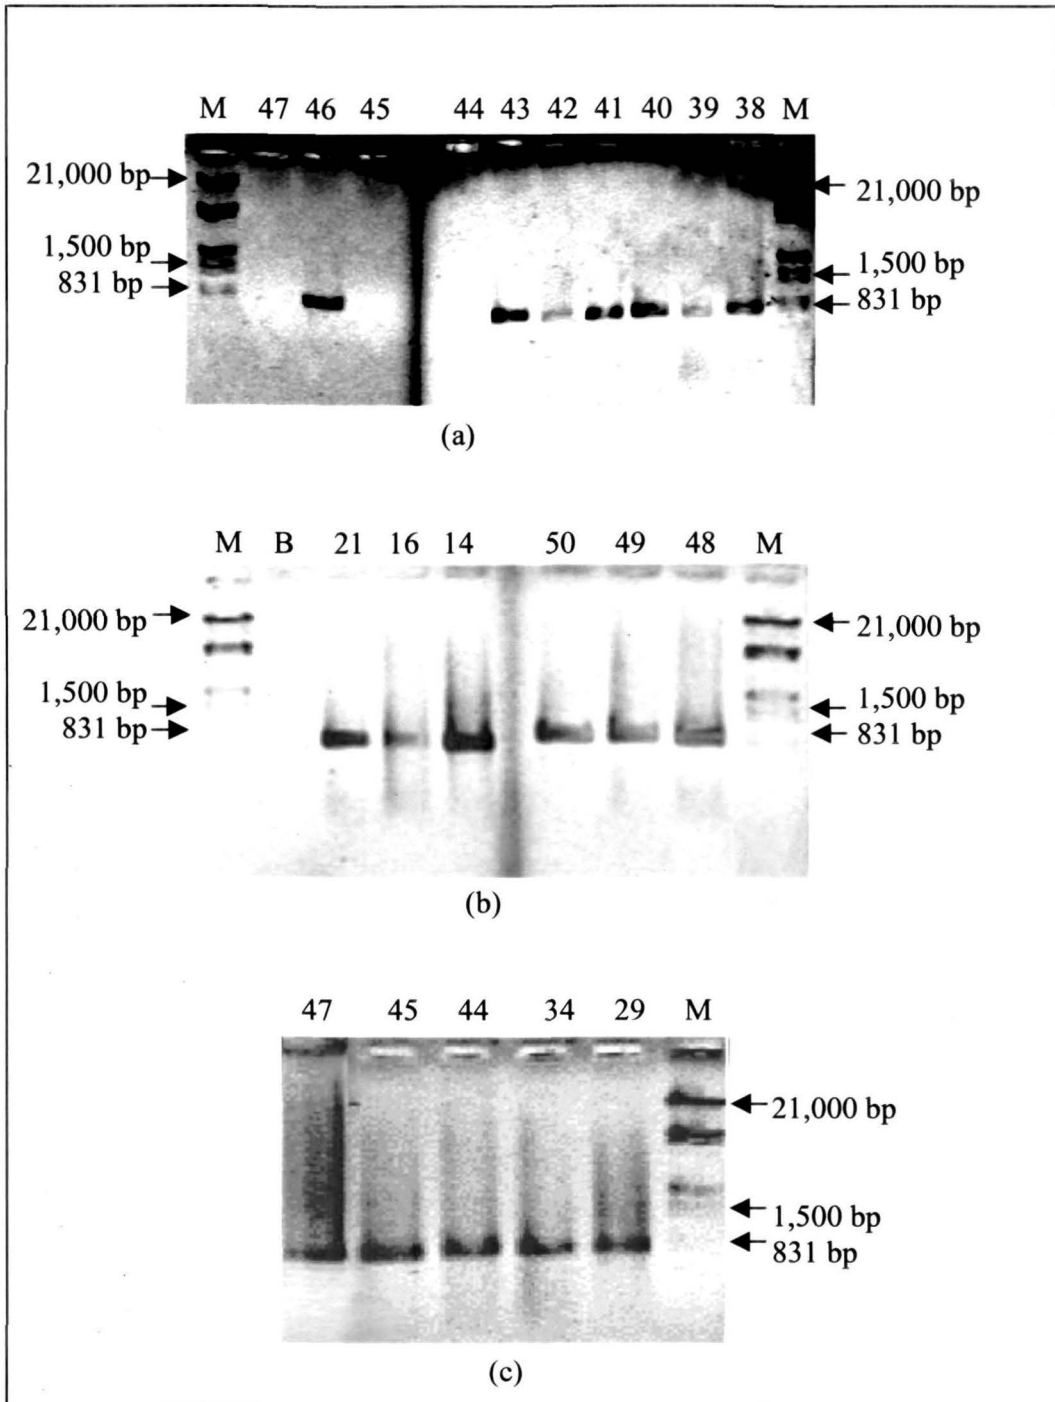 M 47 46 45 44 43 42 41 40 39 38 M
21,000 bp 21,000 bp
1,500 bp 1,500 bp
831 bp 831 bp
(a)
M B 21 16 14 50 49 48 M
21,000 bp 21,000 bp
1,500 bp 1,500 bp
831 bp 831 bp
(b)
47 45 44 34 29 M
21,000 bp
1,500 bp
831 bp
(c)